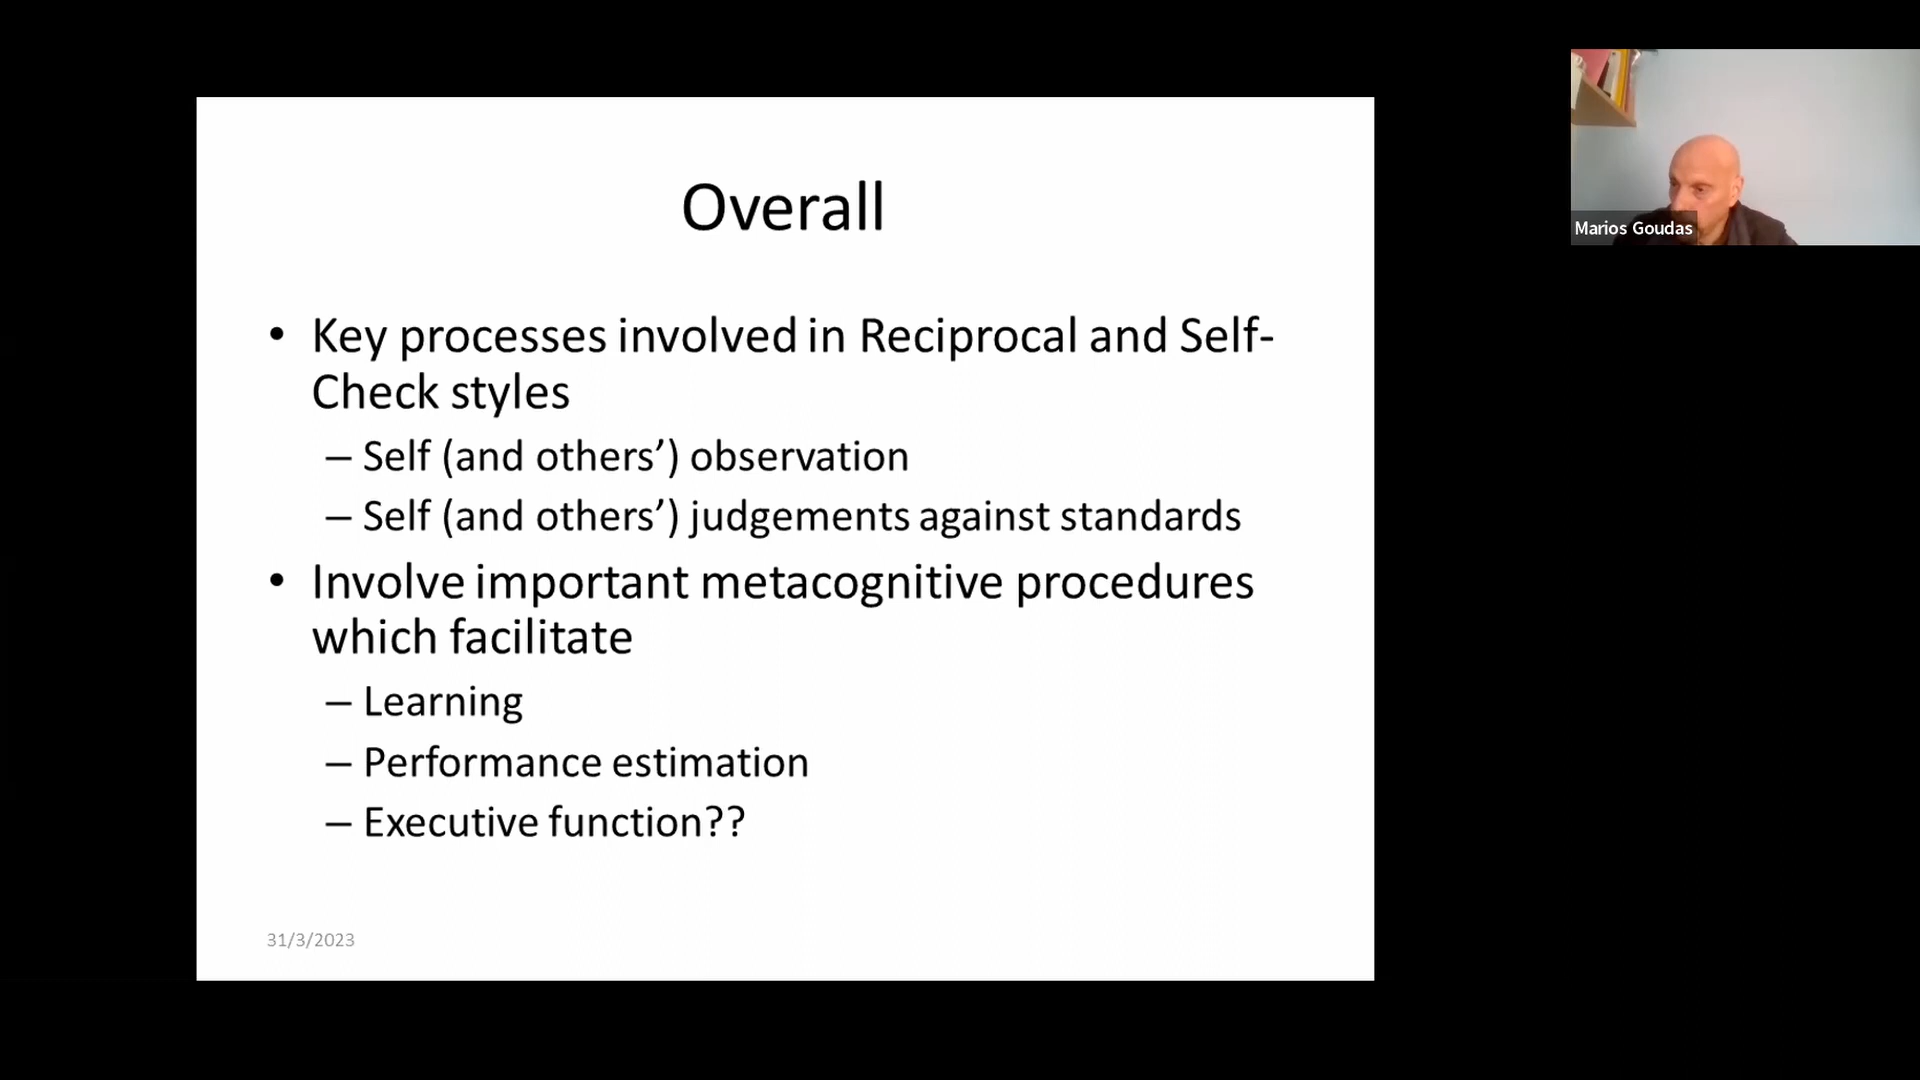 Overall
• Key processes involved in Reciprocal and Self-
Check styles
– Self (and others’) observation
– Self (and others’) judgements against standards
• Involve important metacognitive procedures
which facilitate
– Learning
– Performance estimation
– Executive function??
31/3/2023
Marios Goudas